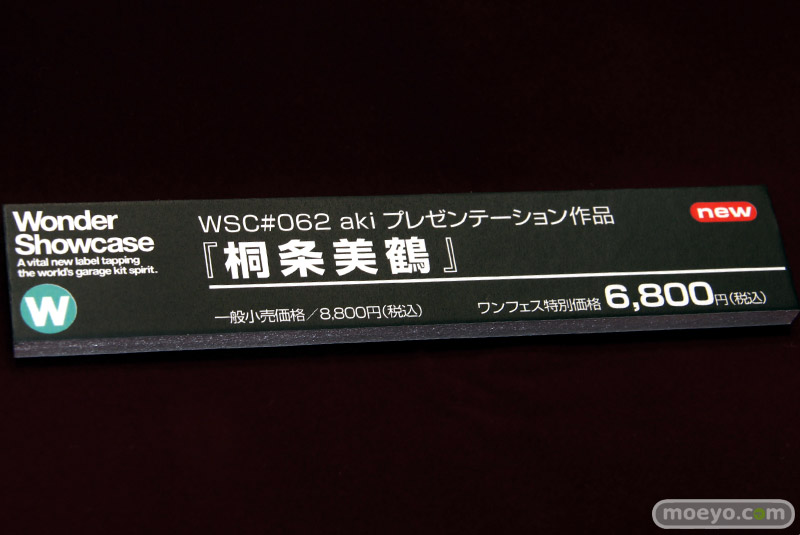 Wonder
Showcase
A vital new label tapping
the world's garage kit spirit.
W
WSC#062 aki プレゼンテーション作品
new
『桐条美鶴』
一般小売価格／8,800円（税込）
ワンフェス特別価格 6,800円（税込）
moeyo.com